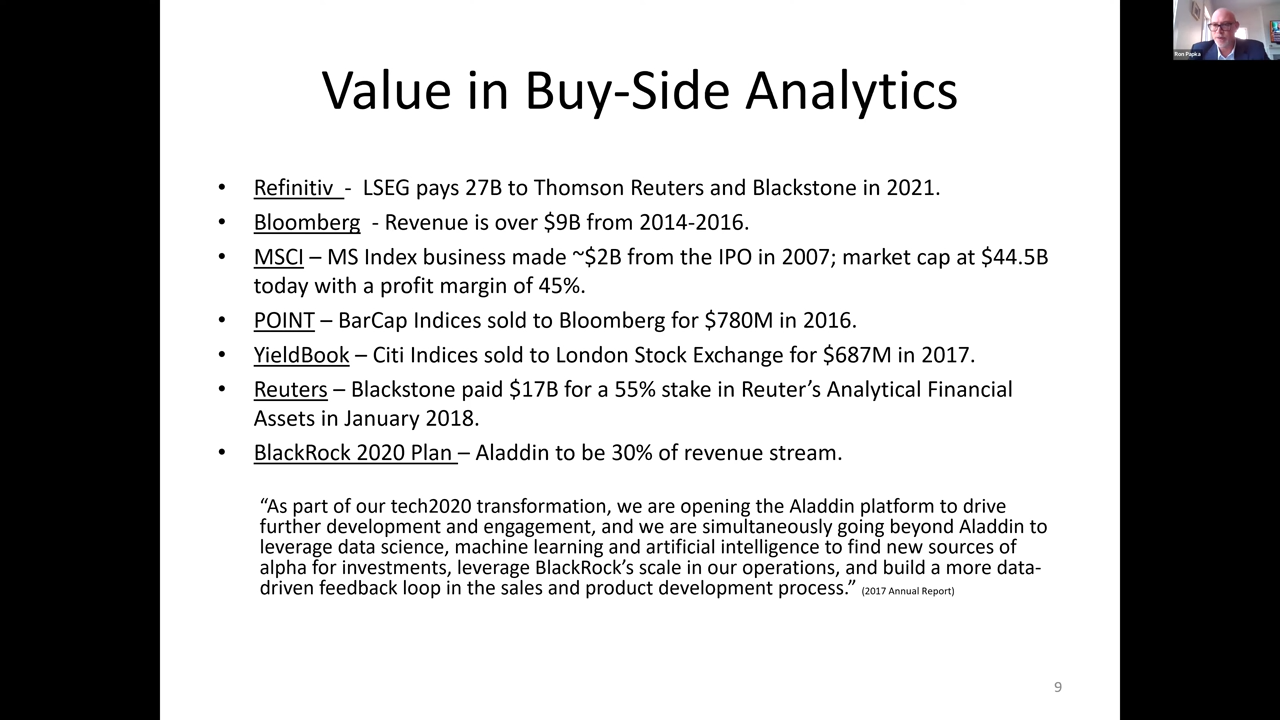 Ron Papka
Value in Buy-Side Analytics
• Refinitiv - LSEG pays 27B to Thomson Reuters and Blackstone in 2021.
• Bloomberg - Revenue is over $9B from 2014-2016.
• MSCI – MS Index business made ~$2B from the IPO in 2007; market cap at $44.5B
today with a profit margin of 45%.
• POINT – BarCap Indices sold to Bloomberg for $780M in 2016.
• YieldBook – Citi Indices sold to London Stock Exchange for $687M in 2017.
• Reuters – Blackstone paid $17B for a 55% stake in Reuter’s Analytical Financial
Assets in January 2018.
• BlackRock 2020 Plan – Aladdin to be 30% of revenue stream.
“As part of our tech2020 transformation, we are opening the Aladdin platform to drive
further development and engagement, and we are simultaneously going beyond Aladdin to
leverage data science, machine learning and artificial intelligence to find new sources of
alpha for investments, leverage BlackRock’s scale in our operations, and build a more data-
driven feedback loop in the sales and product development process.” (2017 Annual Report)
9